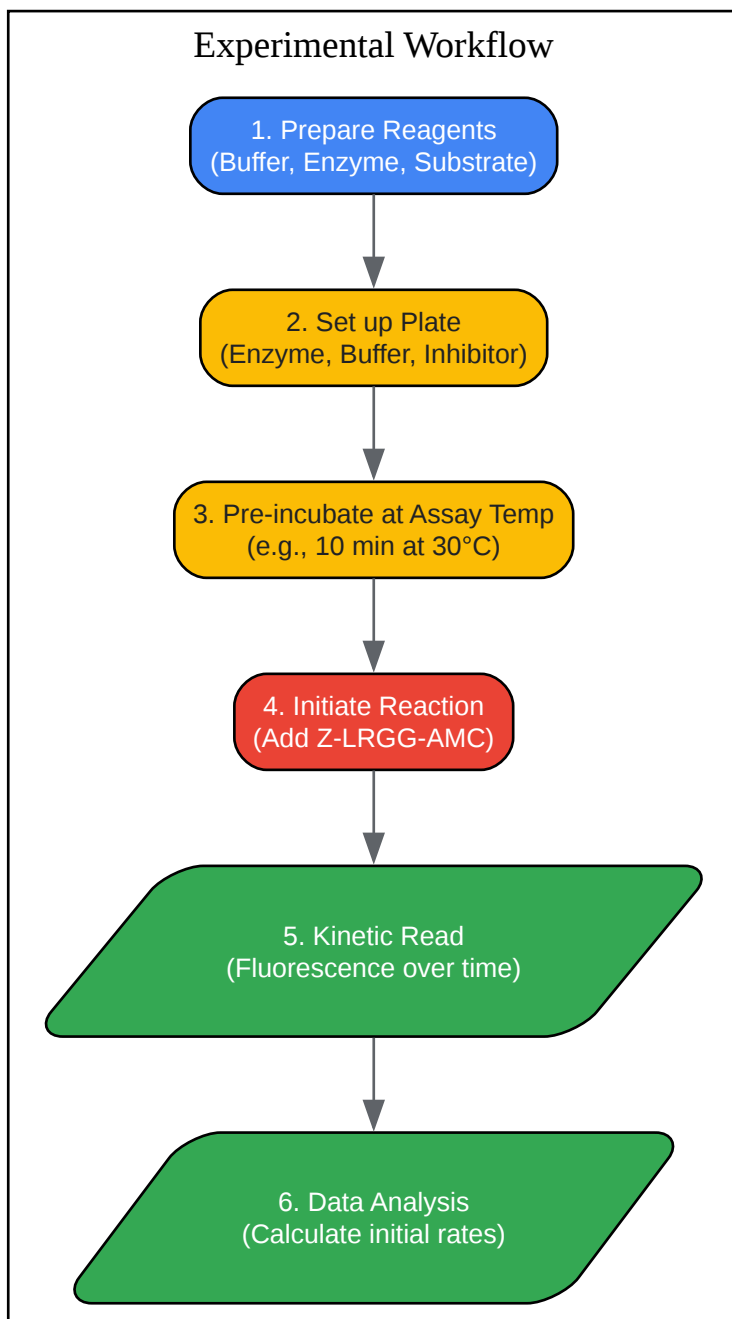 Experimental Workflow
1. Prepare Reagents
(Buffer, Enzyme, Substrate)
2. Set up Plate
(Enzyme, Buffer, Inhibitor)
3. Pre-incubate at Assay Temp
(e.g., 10 min at 30°C)
4. Initiate Reaction
(Add Z-LRGG-AMC)
5. Kinetic Read
(Fluorescence over time)
6. Data Analysis
(Calculate initial rates)